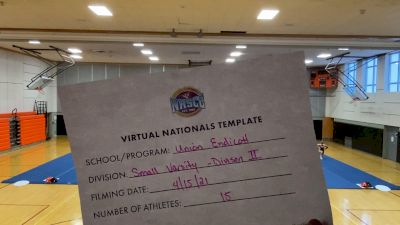 NHSCC
VIRTUAL NATIONALS TEMPLATE
SCHOOL/PROGRAM: Union Endicott
DIVISION: Small Varsity - Division II
FILMING DATE: 4/15/21
NUMBER OF ATHLETES: 15